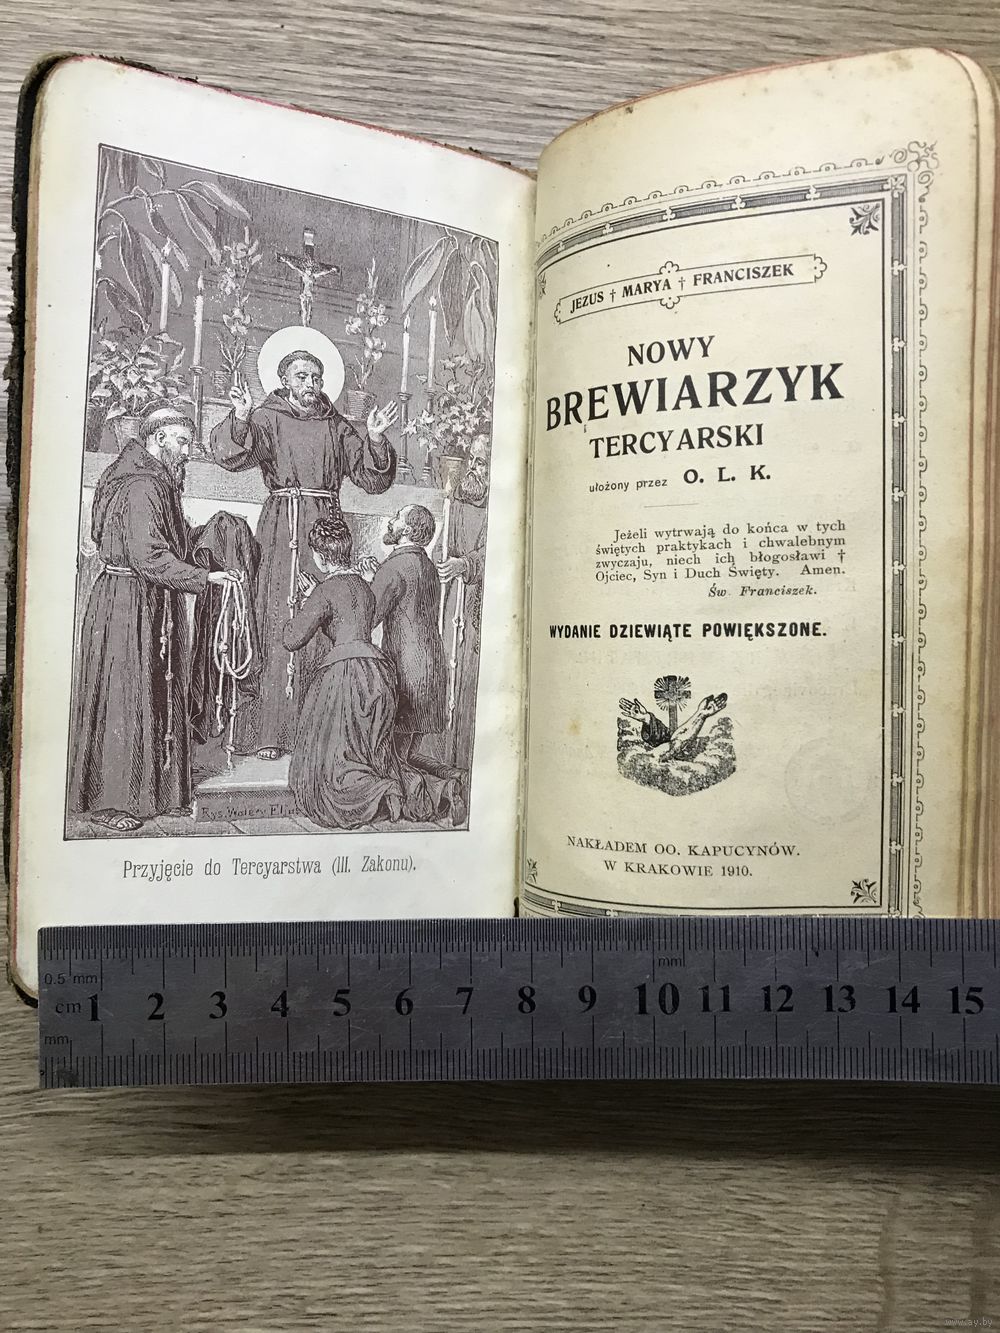 Rys. Walery Eljasz
Przyjęcie do Tercyarstwa (III. Zakonu).
JEZUS † MARYA † FRANCISZEK
NOWY
BREWIARZYK
TERCYARSKI
ułożony przez O. L. K.
Jeżeli wytrwają do końca w tych
świętych praktykach i chwalebnym
zwyczaju, niech ich błogosławi †
Ojciec, Syn i Duch Święty. Amen.
Św. Franciszek.
WYDANIE DZIEWIĄTE POWIĘKSZONE.
NAKŁADEM OO. KAPUCYNÓW.
W KRAKOWIE 1910.
0.5 mm
mm
cm 1 2 3 4 5 6 7 8 9 10 11 12 13 14 15
mm
www.ay.by